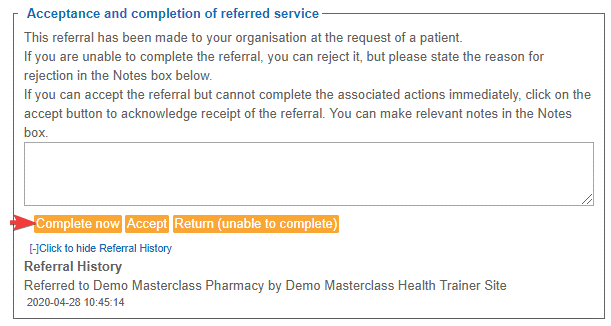 Acceptance and completion of referred service
This referral has been made to your organisation at the request of a patient.
If you are unable to complete the referral, you can reject it, but please state the reason for
rejection in the Notes box below.
If you can accept the referral but cannot complete the associated actions immediately, click on the
accept button to acknowledge receipt of the referral. You can make relevant notes in the Notes
box.
Complete now Accept Return (unable to complete)
[-]Click to hide Referral History
Referral History
Referred to Demo Masterclass Pharmacy by Demo Masterclass Health Trainer Site
2020-04-28 10:45:14